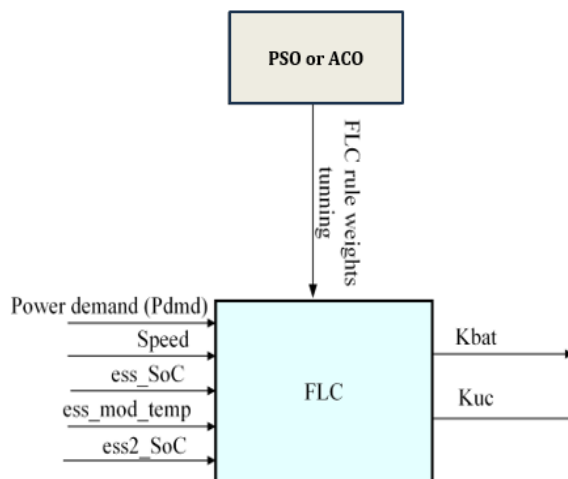 PSO or ACO
FLC rule weights
tunning
Power demand (Pdmd)
Speed
ess_SoC
ess_mod_temp
ess2_SoC
FLC
Kbat
Kuc